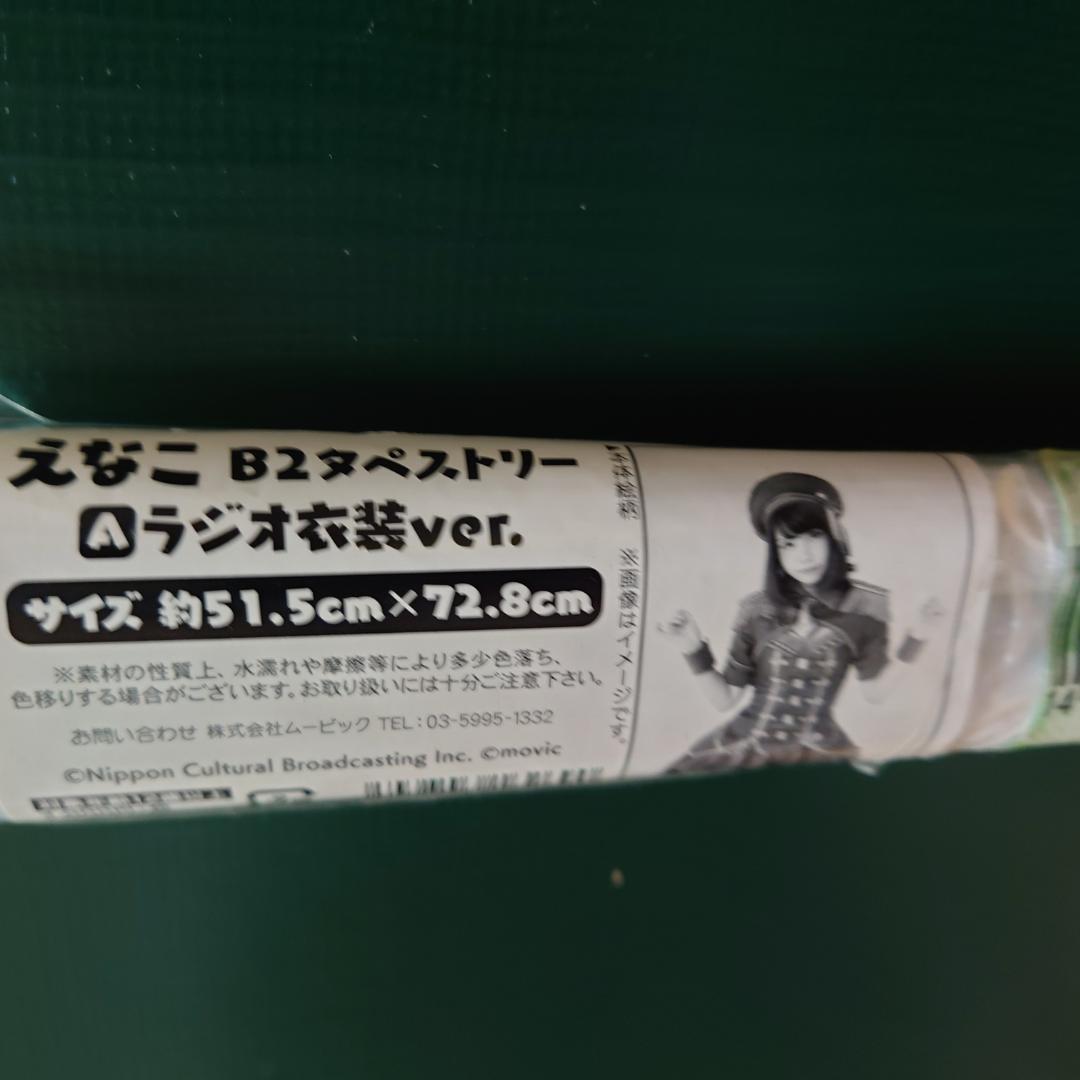 えなこ B2タペストリー
Aラジオ衣装ver.
サイズ 約51.5cm×72.8cm
※素材の性質上、水濡れや摩擦等により多少色落ち、
色移りする場合がございます。お取り扱いには十分ご注意下さい。
お問い合わせ 株式会社ムービック TEL:03-5995-1332
©Nippon Cultural Broadcasting Inc. ©movic
※画像はイメージです。